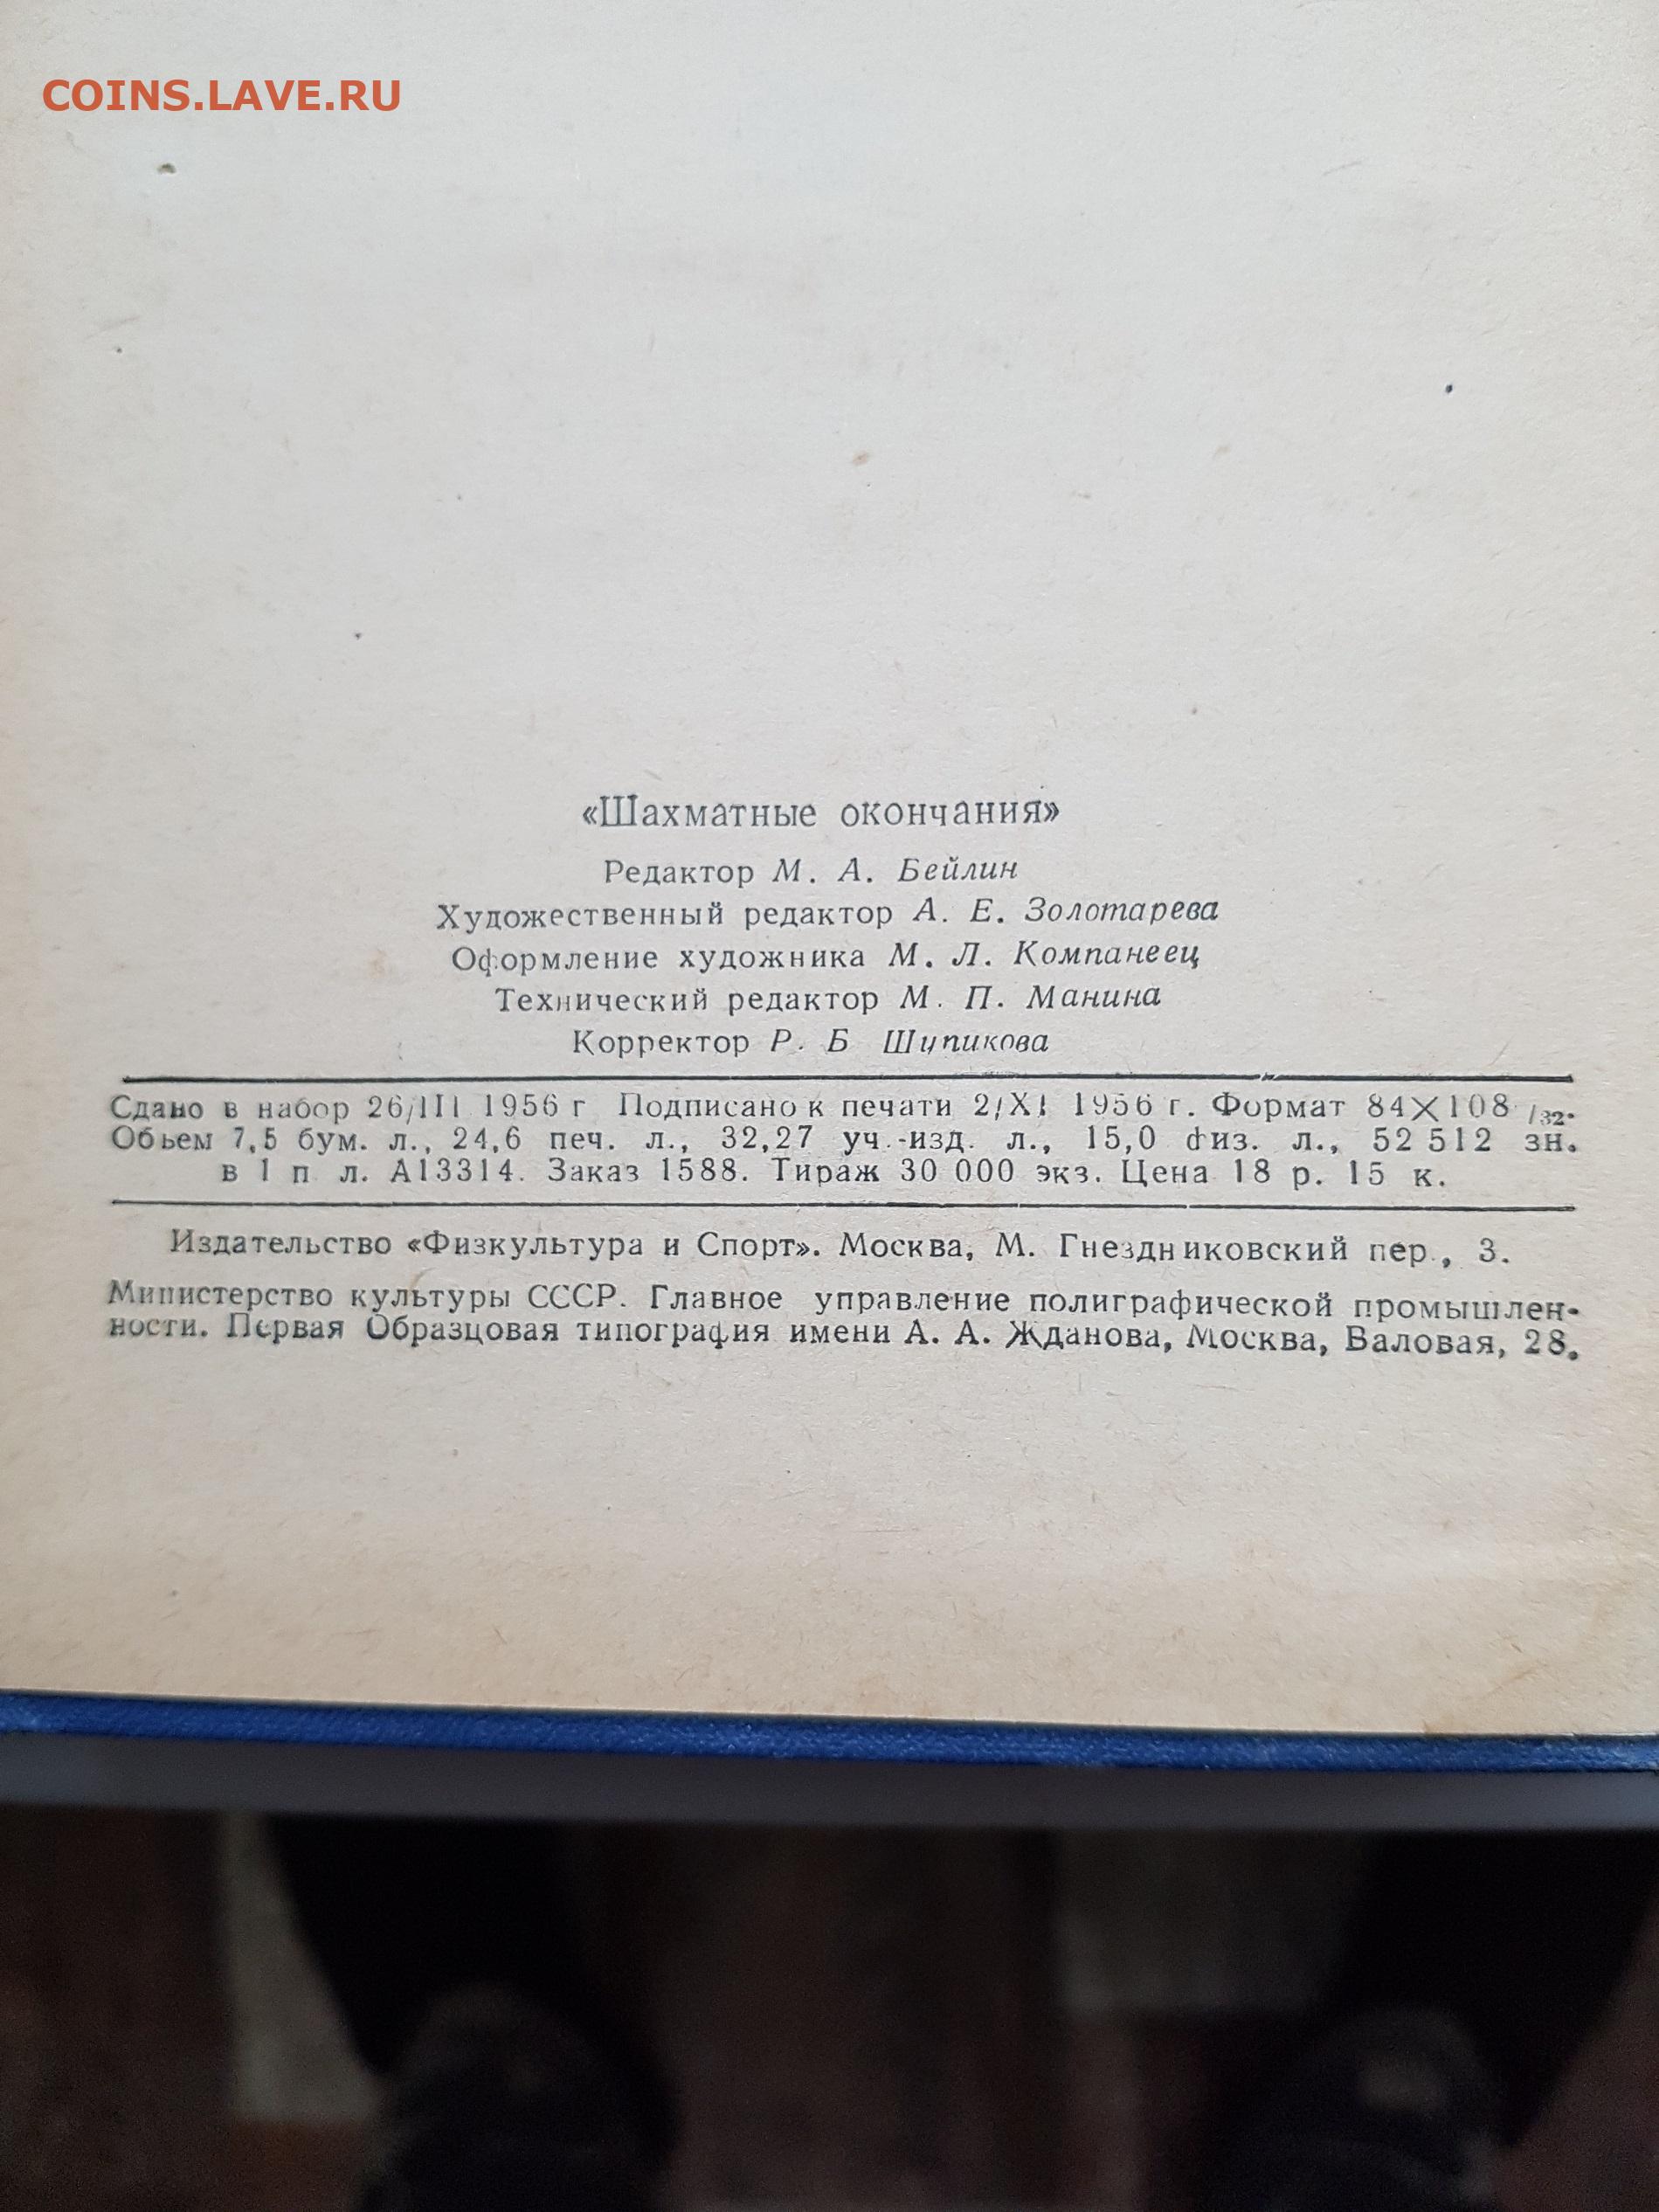 COINS.LAVE.RU
«Шахматные окончания»
Редактор М. А. Бейлин
Художественный редактор А. Е. Золотарева
Оформление художника М. Л. Компанеец
Технический редактор М. П. Манина
Корректор Р. Б Шипикова
Сдано в набор 26/III 1956 г Подписано к печати 2/XI 1956 г. Формат 84×108 /32.
Обьем 7,5 бум. л., 24,6 печ. л., 32,27 уч.-изд. л., 15,0 физ. л., 52 512 зн.
в 1 п л. А13314. Заказ 1588. Тираж 30 000 экз. Цена 18 р. 15 к.
Издательство «Физкультура и Спорт». Москва, М. Гнездниковский пер., 3.
Министерство культуры СССР. Главное управление полиграфической промышлен-
ности. Первая Образцовая типография имени А. А. Жданова, Москва, Валовая, 28.